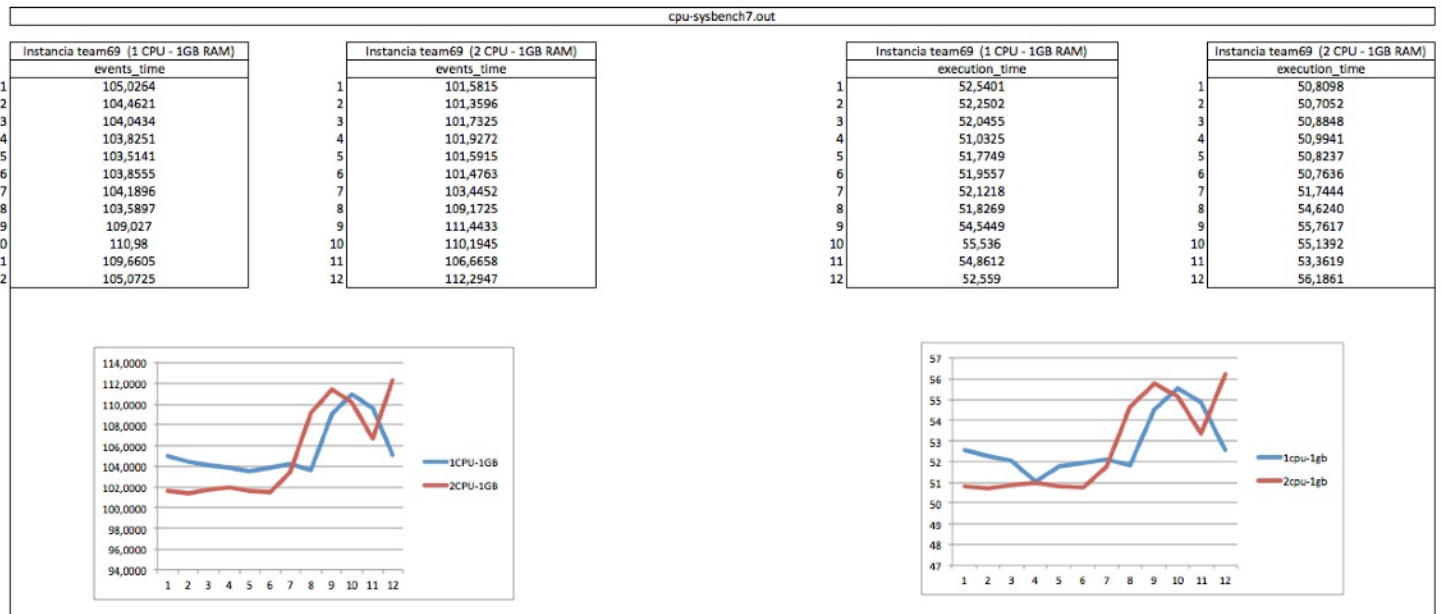 cpu-sysbench7.out
Instancia team69 (1 CPU - 1GB RAM) Instancia team69 (2 CPU - 1GB RAM) Instancia team69 (1 CPU - 1GB RAM) Instancia team69 (2 CPU - 1GB RAM)
events_time events_time execution_time execution_time
1 105,0264 1 101,5815 1 52,5401 1 50,8098
2 104,4621 2 101,3596 2 52,2502 2 50,7052
3 104,0434 3 101,7325 3 52,0455 3 50,8848
4 103,8251 4 101,9272 4 51,0325 4 50,9941
5 103,5141 5 101,5915 5 51,7749 5 50,8237
6 103,8555 6 101,4763 6 51,9557 6 50,7636
7 104,1896 7 103,4452 7 52,1218 7 51,7444
8 103,5897 8 109,1725 8 51,8269 8 54,6240
9 109,027 9 111,4433 9 54,5449 9 55,7617
0 110,98 10 110,1945 10 55,536 10 55,1392
1 109,6605 11 106,6658 11 54,8612 11 53,3619
2 105,0725 12 112,2947 12 52,559 12 56,1861
114,0000
112,0000
110,0000
108,0000
106,0000
104,0000
102,0000
100,0000
98,0000
96,0000
94,0000
1 2 3 4 5 6 7 8 9 10 11 12
1CPU-1GB
2CPU-1GB
57
56
55
54
53
52
51
50
49
48
47
1 2 3 4 5 6 7 8 9 10 11 12
1cpu-1gb
2cpu-1gb